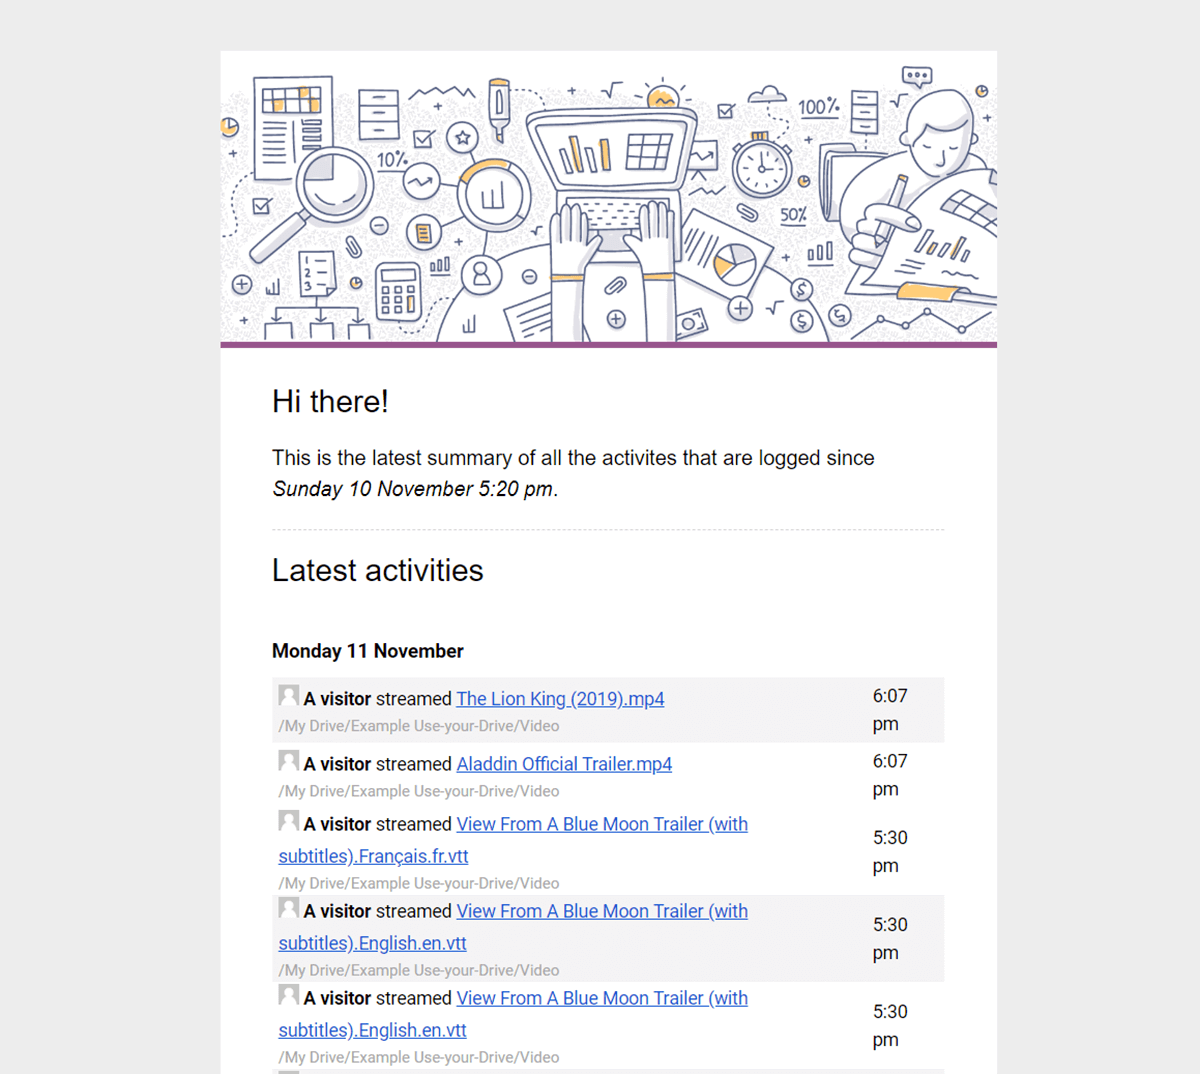 100%
10%
50%
1
2
3
Hi there!
This is the latest summary of all the activites that are logged since
Sunday 10 November 5:20 pm.
Latest activities
Monday 11 November
A visitor streamed The Lion King (2019).mp4
/My Drive/Example Use-your-Drive/Video
6:07
pm
A visitor streamed Aladdin Official Trailer.mp4
/My Drive/Example Use-your-Drive/Video
6:07
pm
A visitor streamed View From A Blue Moon Trailer (with
subtitles).Français.fr.vtt
/My Drive/Example Use-your-Drive/Video
5:30
pm
A visitor streamed View From A Blue Moon Trailer (with
subtitles).English.en.vtt
/My Drive/Example Use-your-Drive/Video
5:30
pm
A visitor streamed View From A Blue Moon Trailer (with
subtitles).English.en.vtt
/My Drive/Example Use-your-Drive/Video
5:30
pm